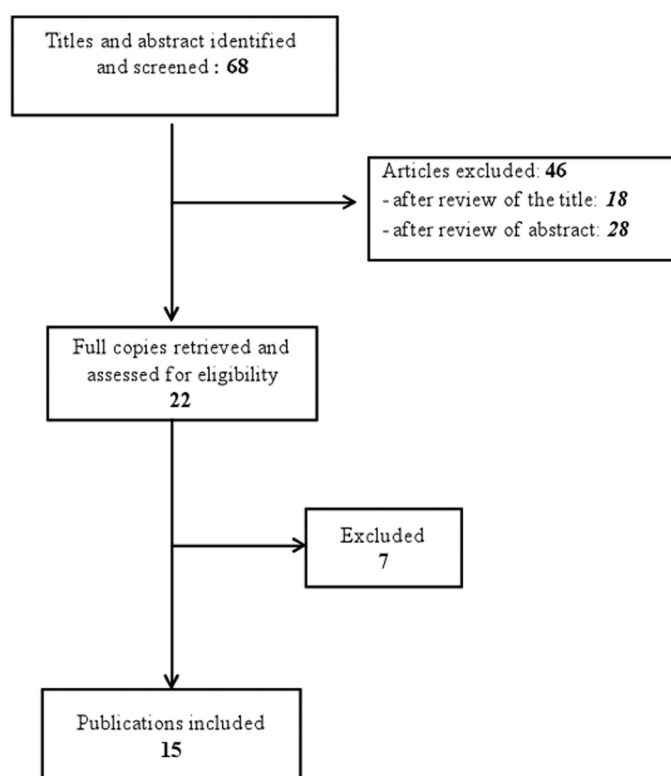 Titles and abstract identified
and screened : 68
Articles excluded: 46
- after review of the title: 18
- after review of abstract: 28
Full copies retrieved and
assessed for eligibility
22
Excluded
7
Publications included
15